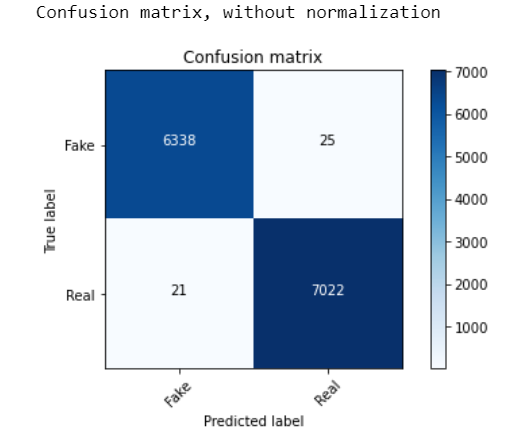 Confusion matrix, without normalization
Confusion matrix
7000
6000
5000
4000
3000
2000
1000
True label
Fake
6338
25
Real
21
7022
Fake
Real
Predicted label